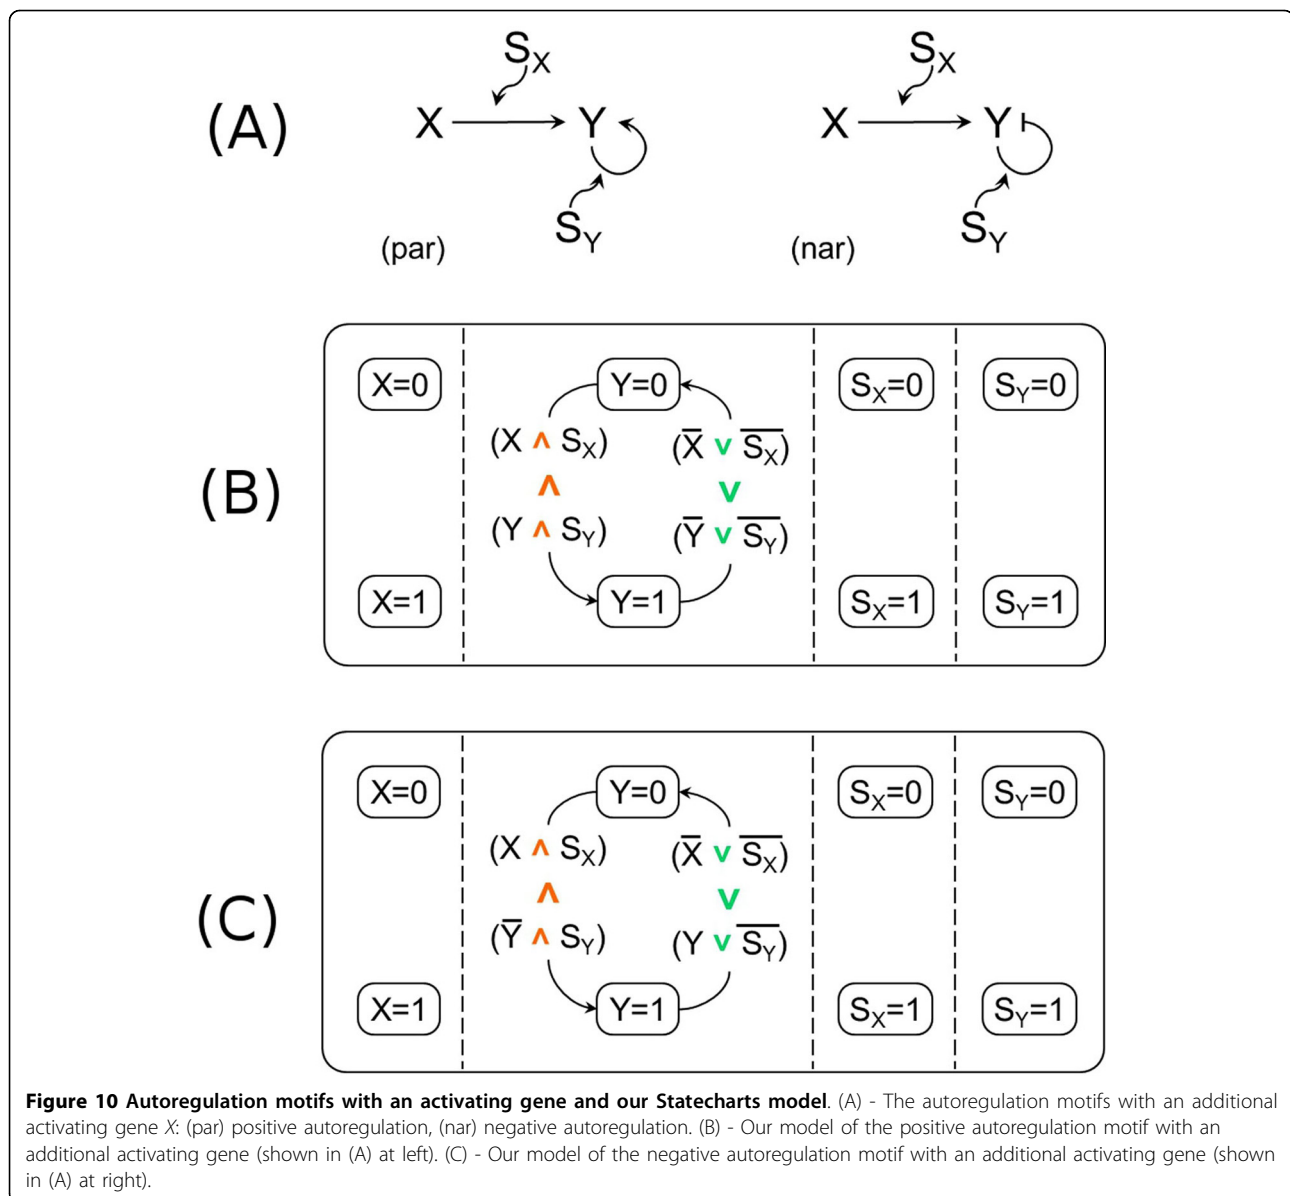 S_X S_X
(A) X Y X Y
S_Y S_Y
(par) (nar)
X=0 Y=0 S_X=0 S_Y=0
(X ∧ S_X) (X̅ ∨ S̅_X̅)
(B) ∧ ∨
(Y ∧ S_Y) (Y̅ ∨ S̅_Y̅)
X=1 Y=1 S_X=1 S_Y=1
X=0 Y=0 S_X=0 S_Y=0
(X ∧ S_X) (X̅ ∨ S̅_X̅)
(C) ∧ ∨
(Y̅ ∧ S_Y) (Y ∨ S̅_Y̅)
X=1 Y=1 S_X=1 S_Y=1
Figure 10 Autoregulation motifs with an activating gene and our Statecharts model. (A) - The autoregulation motifs with an additional
activating gene X: (par) positive autoregulation, (nar) negative autoregulation. (B) - Our model of the positive autoregulation motif with an
additional activating gene (shown in (A) at left). (C) - Our model of the negative autoregulation motif with an additional activating gene (shown
in (A) at right).